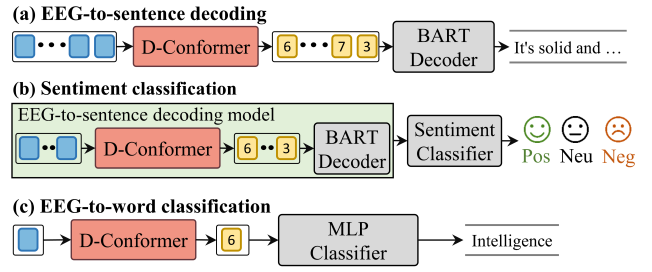 (a) EEG-to-sentence decoding
D-Conformer
6 ••• 7 3
BART
Decoder
It's solid and …
(b) Sentiment classification
EEG-to-sentence decoding model
D-Conformer
6 •• 3
BART
Decoder
Sentiment
Classifier
Pos Neu Neg
(c) EEG-to-word classification
D-Conformer
6
MLP
Classifier
Intelligence